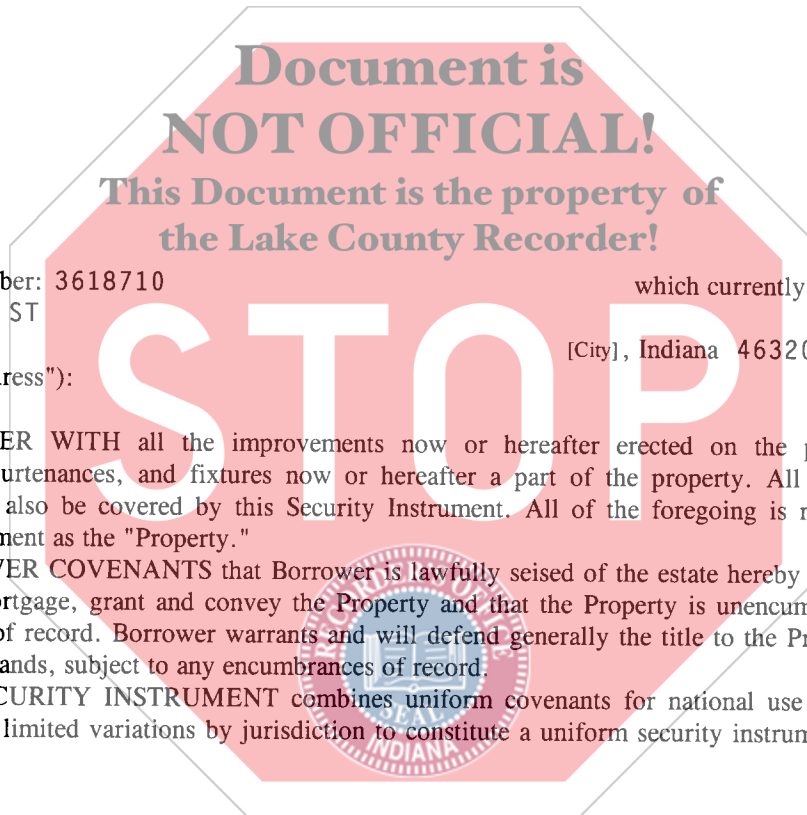 Document is
NOT OFFICIAL!
This Document is the property of
the Lake County Recorder!
ber: 3618710 which currently
ST
[City], Indiana 46320
ress"):
STOP
ER WITH all the improvements now or hereafter erected on the p
urtenances, and fixtures now or hereafter a part of the property. All
also be covered by this Security Instrument. All of the foregoing is r
ment as the "Property."
VER COVENANTS that Borrower is lawfully seised of the estate hereby
ortgage, grant and convey the Property and that the Property is unencum
of record. Borrower warrants and will defend generally the title to the Pr
ands, subject to any encumbrances of record.
CURITY INSTRUMENT combines uniform covenants for national use
limited variations by jurisdiction to constitute a uniform security instrum
SEAL
INDIANA